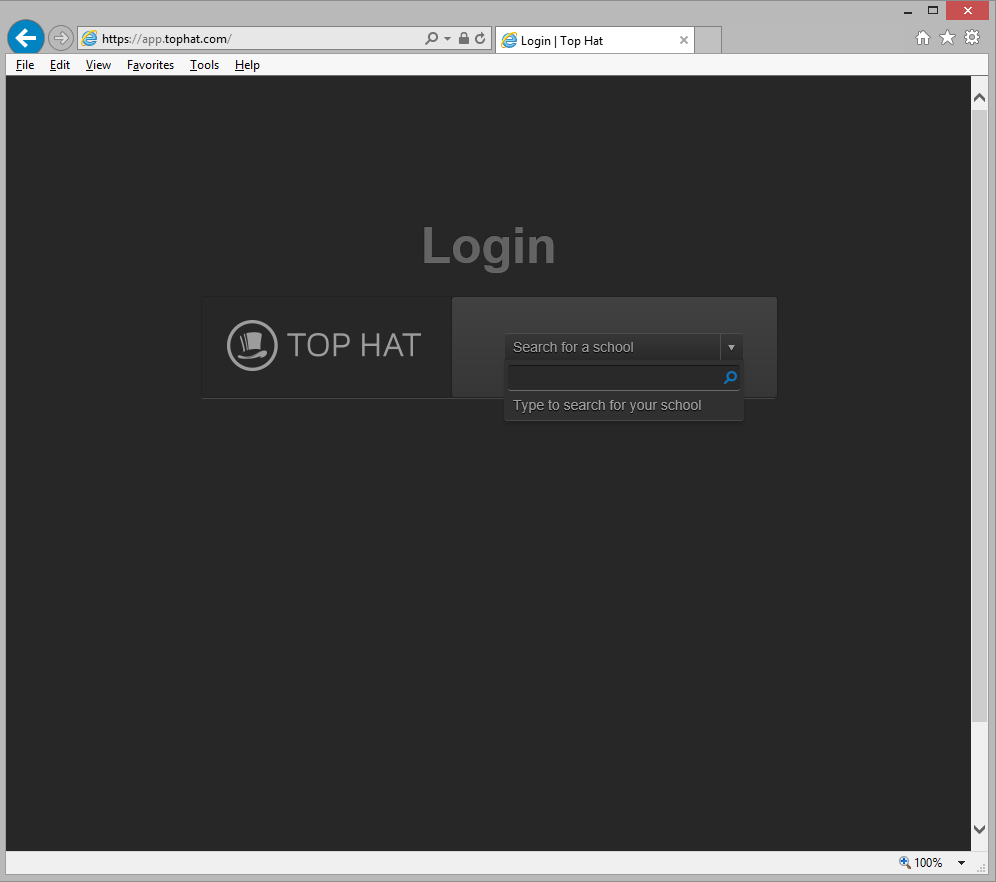 https://app.tophat.com/
Login | Top Hat
File Edit View Favorites Tools Help
Login
TOP HAT
Search for a school
Type to search for your school
100%